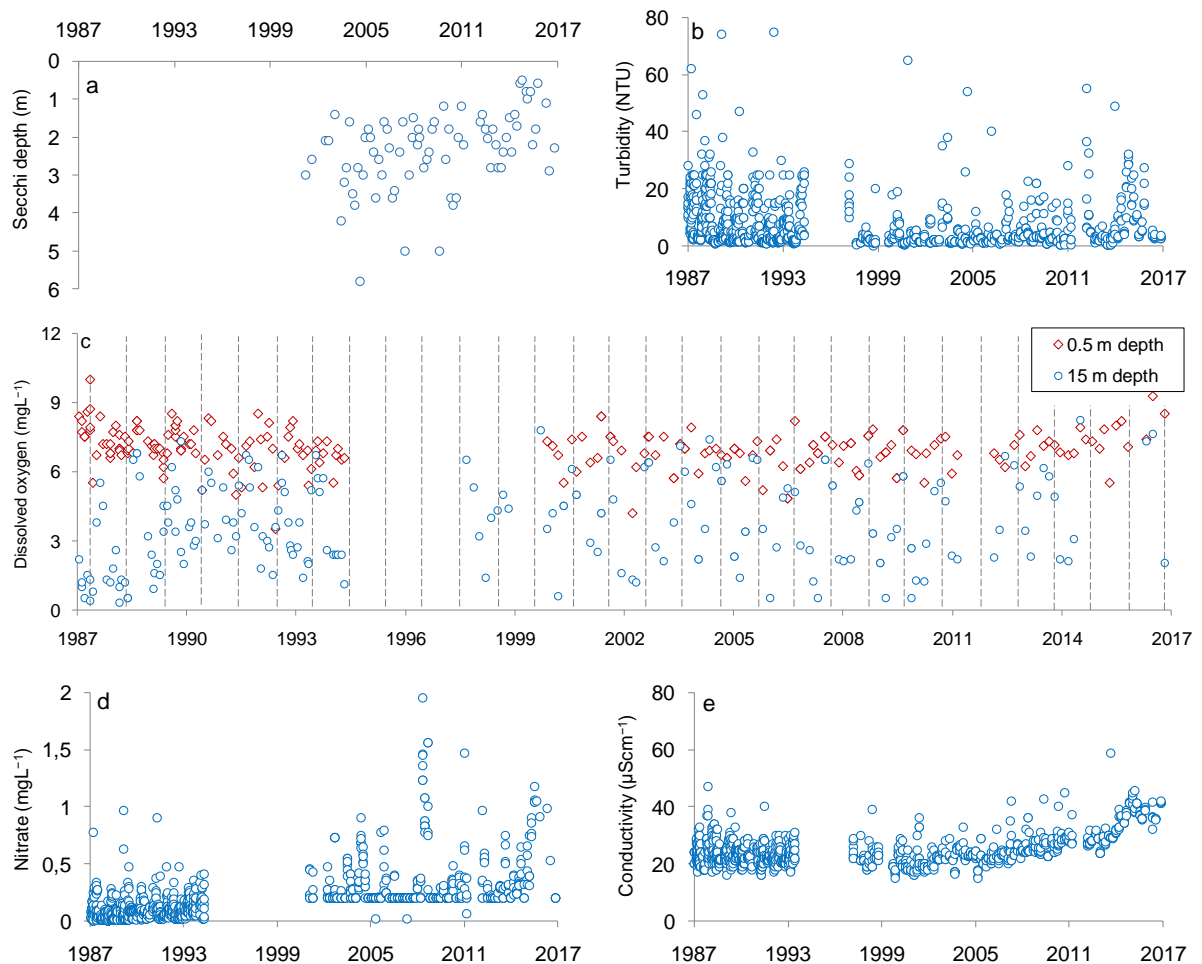 1987 1993 1999 2005 2011 2017
0
1
2
3
4
5
6
Secchi depth (m)
a
80
60
40
20
0
Turbidity (NTU)
b
1987 1993 1999 2005 2011 2017
12
9
6
3
0
Dissolved oxygen (mgL⁻¹)
c
0.5 m depth
15 m depth
1987 1990 1993 1996 1999 2002 2005 2008 2011 2014 2017
2
1,5
1
0,5
0
Nitrate (mgL⁻¹)
d
1987 1993 1999 2005 2011 2017
80
60
40
20
0
Conductivity (µScm⁻¹)
e
1987 1993 1999 2005 2011 2017